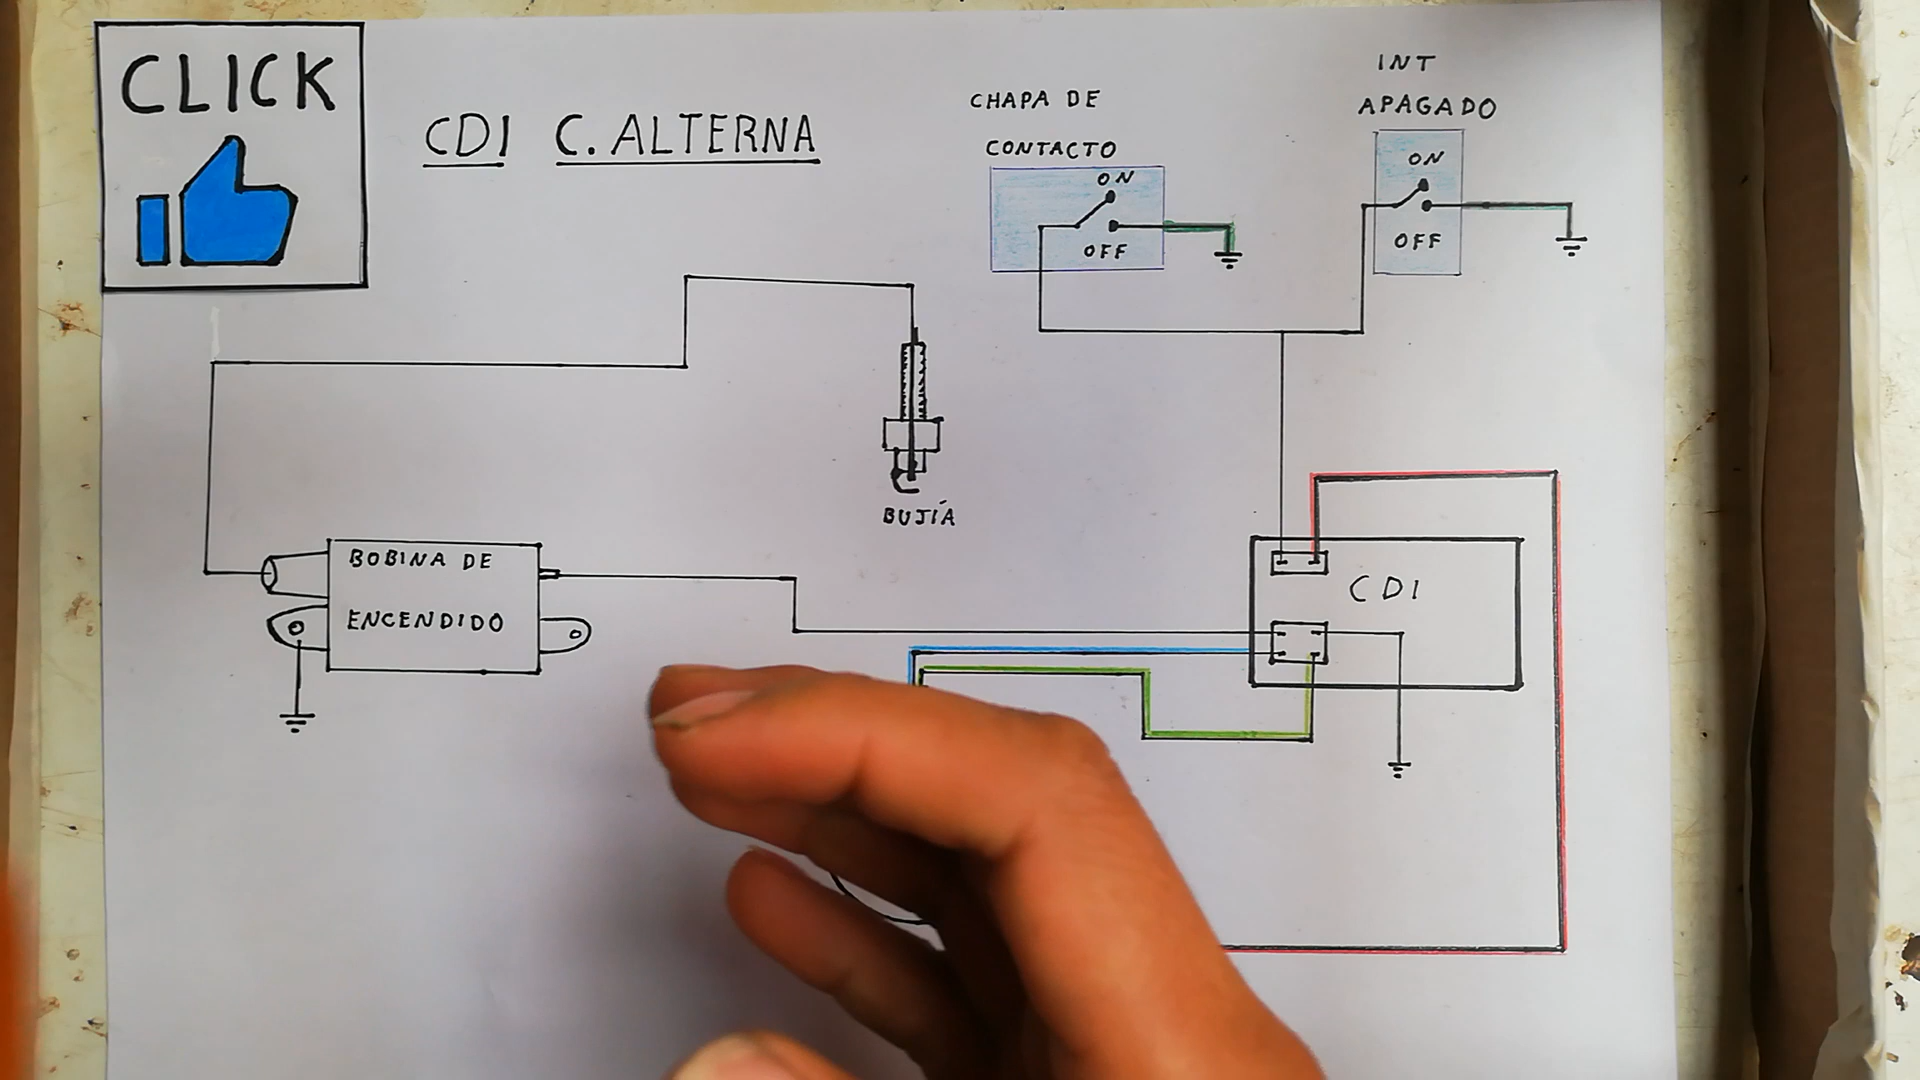 CLICK
CDI C. ALTERNA
CHAPA DE
CONTACTO
ON
OFF
INT
APAGADO
ON
OFF
BUJÍA
BOBINA DE
ENCENDIDO
CDI